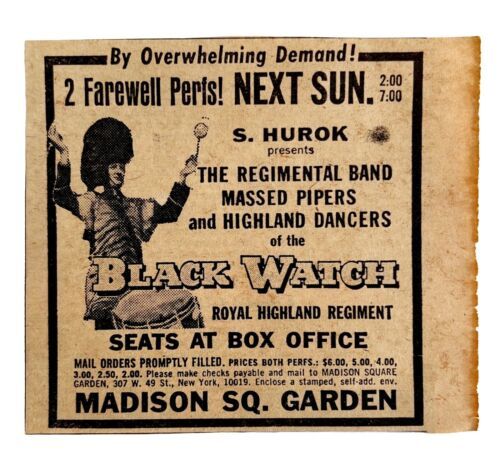 By Overwhelming Demand!
2 Farewell Perfs! NEXT SUN. 2:00 7:00
S. HUROK
presents
THE REGIMENTAL BAND
MASSED PIPERS
and HIGHLAND DANCERS
of the
BLACK WATCH
ROYAL HIGHLAND REGIMENT
SEATS AT BOX OFFICE
MAIL ORDERS PROMPTLY FILLED. PRICES BOTH PERFS.: $6.00, 5.00, 4.00,
3.00, 2.50, 2.00. Please make checks payable and mail to MADISON SQUARE
GARDEN, 307 W. 49 St., New York, 10019. Enclose a stamped, self-add. env.
MADISON SQ. GARDEN